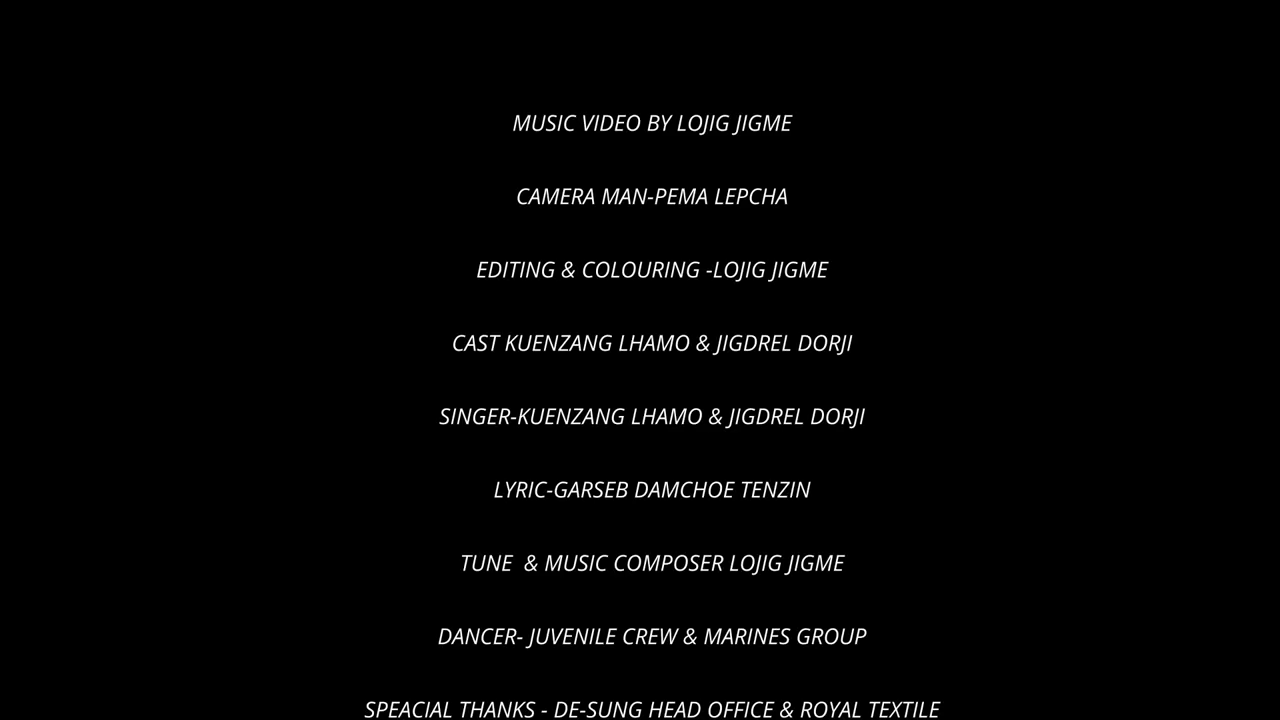 MUSIC VIDEO BY LOJIG JIGME
CAMERA MAN-PEMA LEPCHA
EDITING & COLOURING -LOJIG JIGME
CAST KUENZANG LHAMO & JIGDREL DORJI
SINGER-KUENZANG LHAMO & JIGDREL DORJI
LYRIC-GARSEB DAMCHOE TENZIN
TUNE  & MUSIC COMPOSER LOJIG JIGME
DANCER- JUVENILE CREW & MARINES GROUP
SPEACIAL THANKS - DE-SUNG HEAD OFFICE & ROYAL TEXTILE